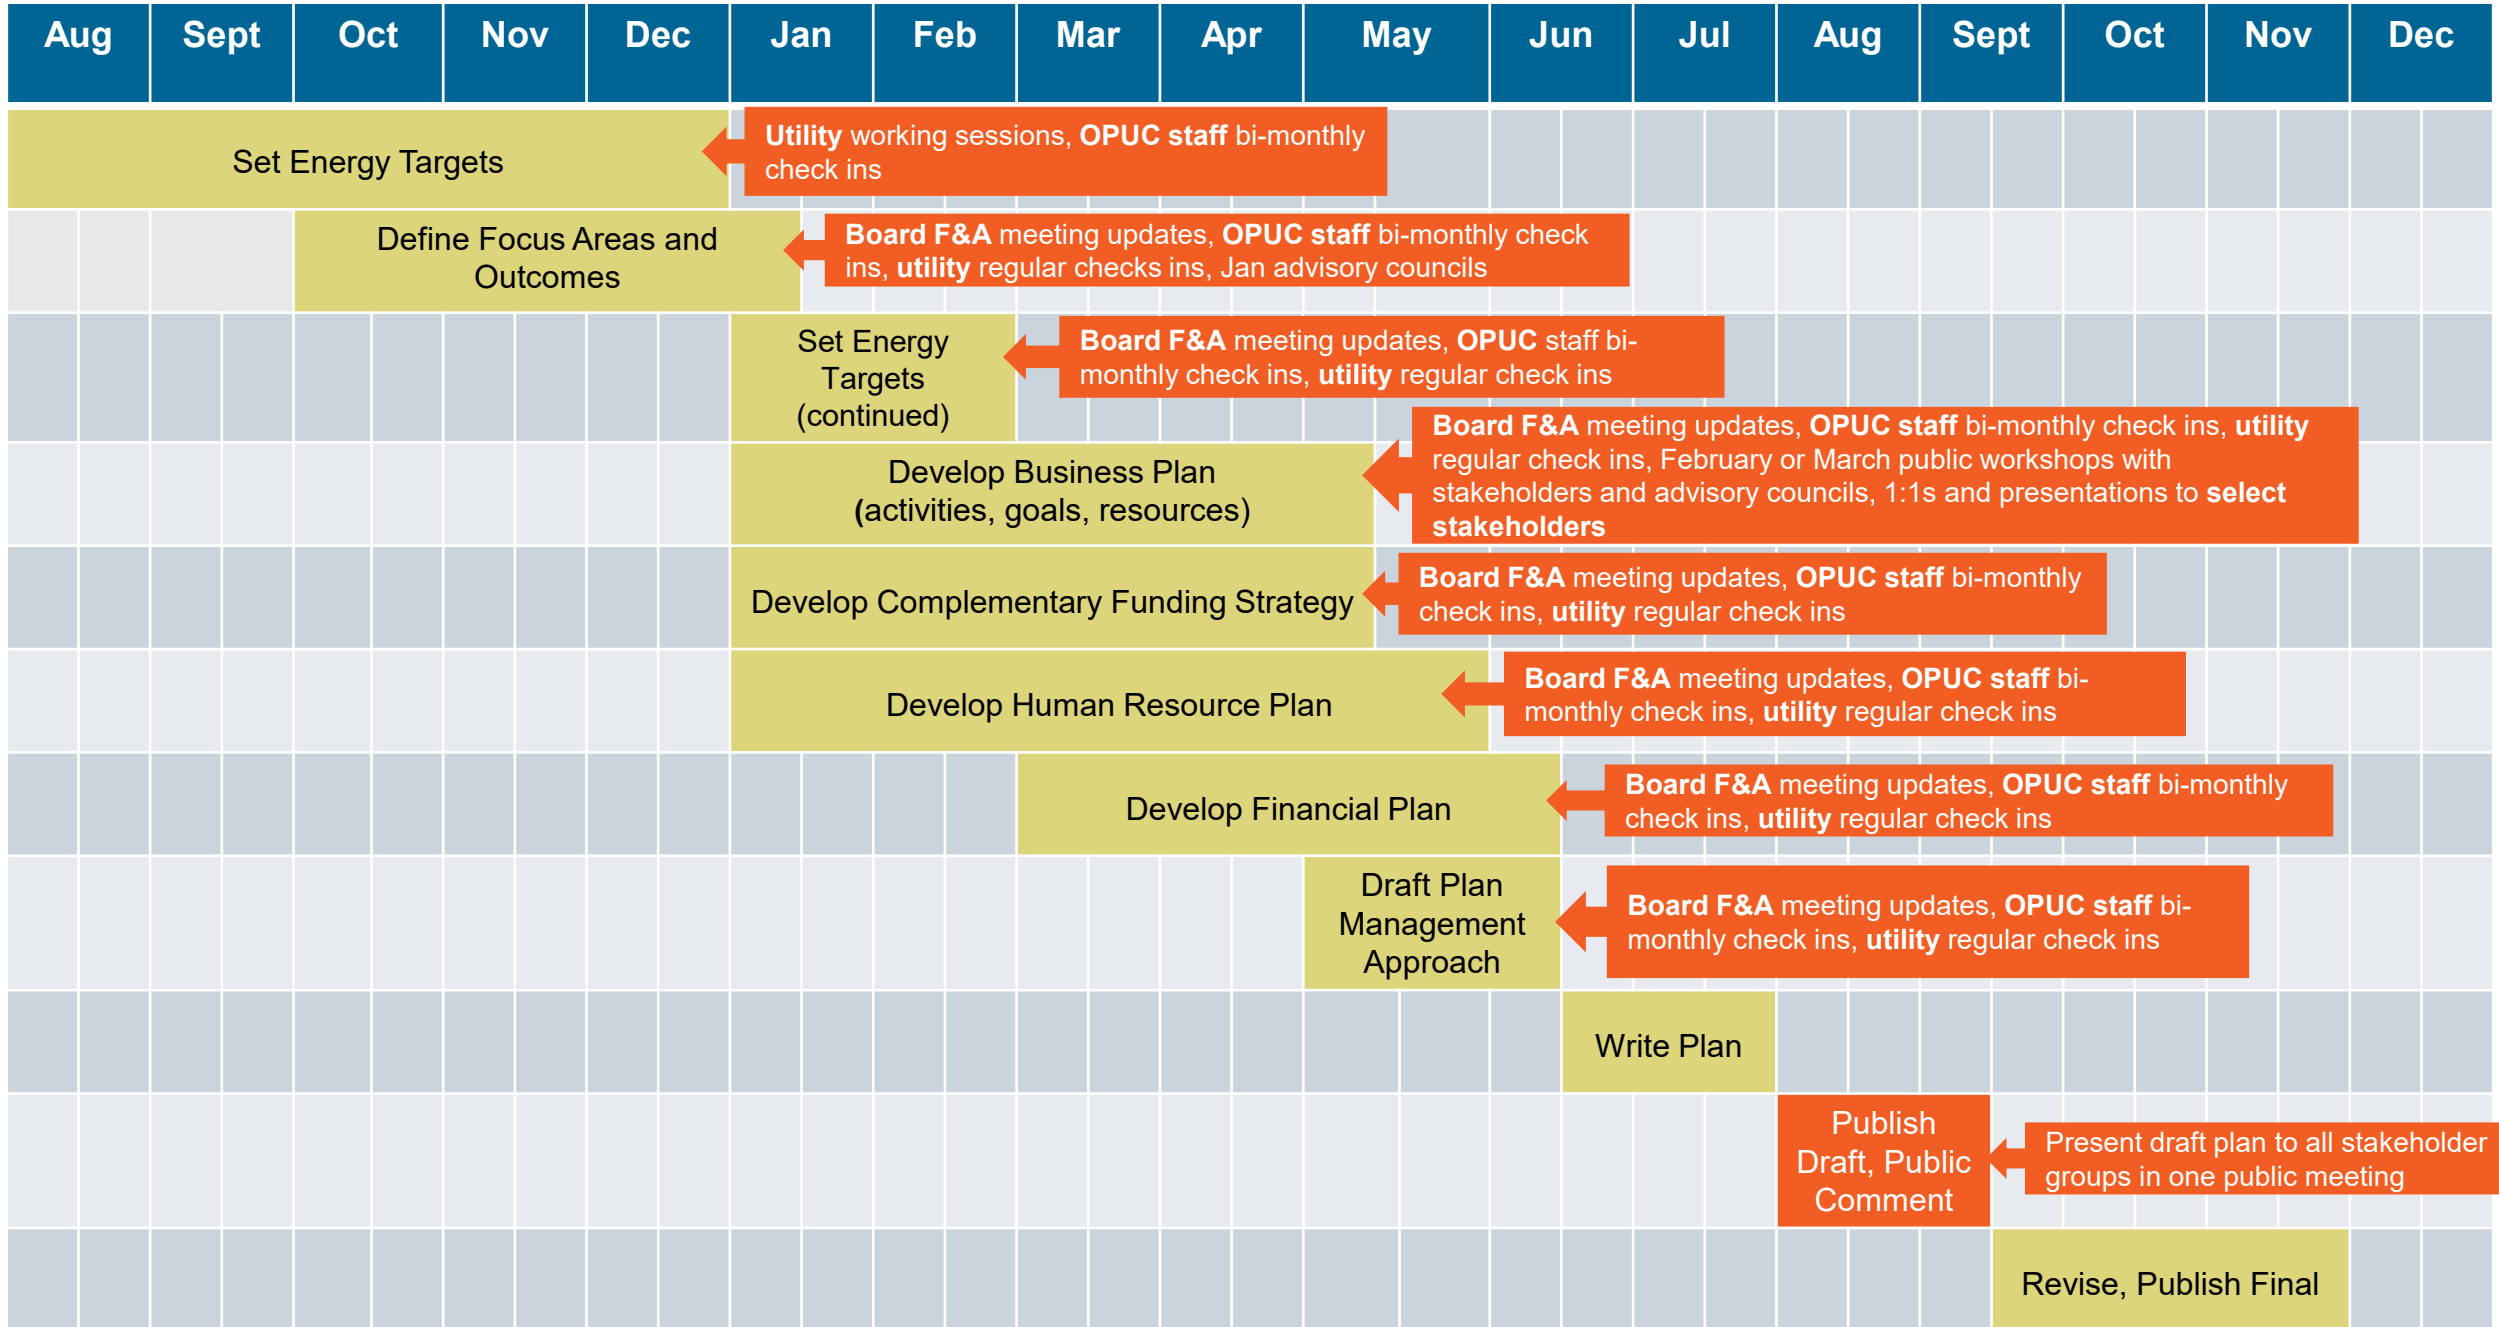 Aug Sept Oct Nov Dec Jan Feb Mar Apr May Jun Jul Aug Sept Oct Nov Dec
Set Energy Targets
Utility working sessions, OPUC staff bi-monthly
check ins
Define Focus Areas and
Outcomes
Board F&A meeting updates, OPUC staff bi-monthly check
ins, utility regular checks ins, Jan advisory councils
Set Energy
Targets
(continued)
Board F&A meeting updates, OPUC staff bi-
monthly check ins, utility regular check ins
Develop Business Plan
(activities, goals, resources)
Board F&A meeting updates, OPUC staff bi-monthly check ins, utility
regular check ins, February or March public workshops with
stakeholders and advisory councils, 1:1s and presentations to select
stakeholders
Develop Complementary Funding Strategy
Board F&A meeting updates, OPUC staff bi-monthly
check ins, utility regular check ins
Develop Human Resource Plan
Board F&A meeting updates, OPUC staff bi-
monthly check ins, utility regular check ins
Develop Financial Plan
Board F&A meeting updates, OPUC staff bi-monthly
check ins, utility regular check ins
Draft Plan
Management
Approach
Board F&A meeting updates, OPUC staff bi-
monthly check ins, utility regular check ins
Write Plan
Publish
Draft, Public
Comment
Present draft plan to all stakeholder
groups in one public meeting
Revise, Publish Final